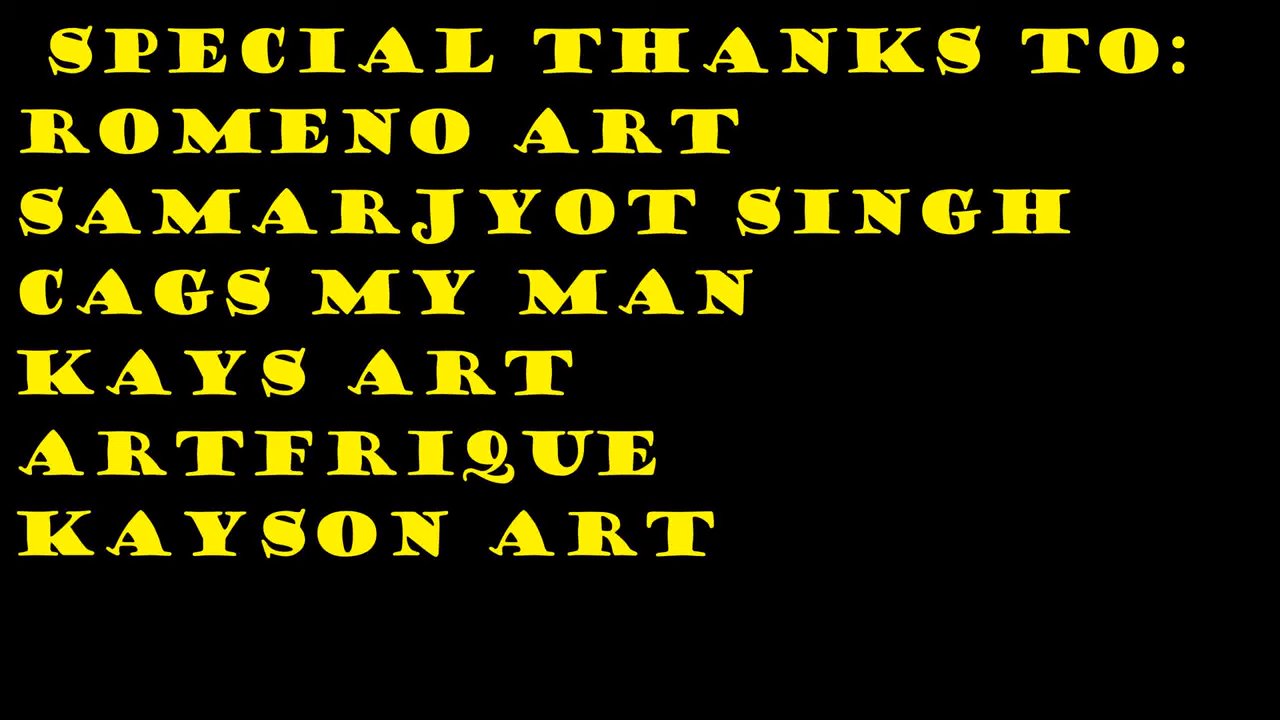 SPECIAL THANKS TO:
ROMENO ART
SAMARJYOT SINGH
CAGS MY MAN
KAYS ART
ARTFRIQUE
KAYSON ART